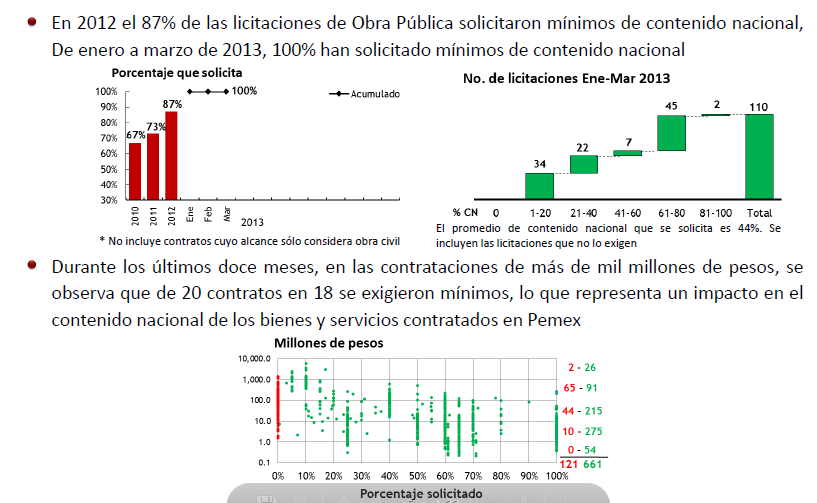 En 2012 el 87% de las licitaciones de Obra Pública solicitaron mínimos de contenido nacional,
De enero a marzo de 2013, 100% han solicitado mínimos de contenido nacional
Porcentaje que solicita
100%
90%
80%
70%
60%
50%
40%
30%
67%
73%
87%
100%
Acumulado
2010
2011
2012
Ene
Feb
Mar
2013
* No incluye contratos cuyo alcance sólo considera obra civil
No. de licitaciones Ene-Mar 2013
34
22
7
45
2
110
% CN 0 1-20 21-40 41-60 61-80 81-100 Total
El promedio de contenido nacional que se solicita es 44%. Se
incluyen las licitaciones que no lo exigen
Durante los últimos doce meses, en las contrataciones de más de mil millones de pesos, se
observa que de 20 contratos en 18 se exigieron mínimos, lo que representa un impacto en el
contenido nacional de los bienes y servicios contratados en Pemex
Millones de pesos
10,000.0
1,000.0
100.0
10.0
1.0
0.1
2 - 26
65 - 91
44 - 215
10 - 275
0 - 54
121 661
0% 10% 20% 30% 40% 50% 60% 70% 80% 90% 100%
Porcentaje solicitado